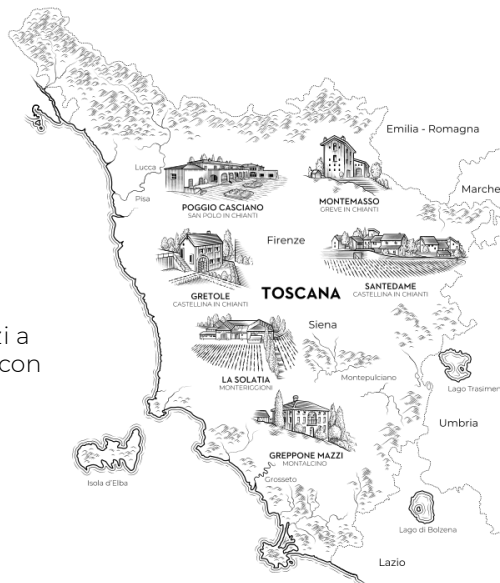 Emilia - Romagna
Lucca
Marche
Pisa
POGGIO CASCIANO
SAN POLO IN CHIANTI
MONTEMASSO
GREVE IN CHIANTI
Firenze
GRETOLE
CASTELLINA IN CHIANTI
TOSCANA
SANTEDAME
CASTELLINA IN CHIANTI
Siena
zi a
con
LA SOLATIA
MONTERIGGIONI
Montepulciano
Lago Trasimen
Umbria
GREPPONE MAZZI
MONTALCINO
Isola d'Elba
Grosseto
Lago di Bolzena
Lazio